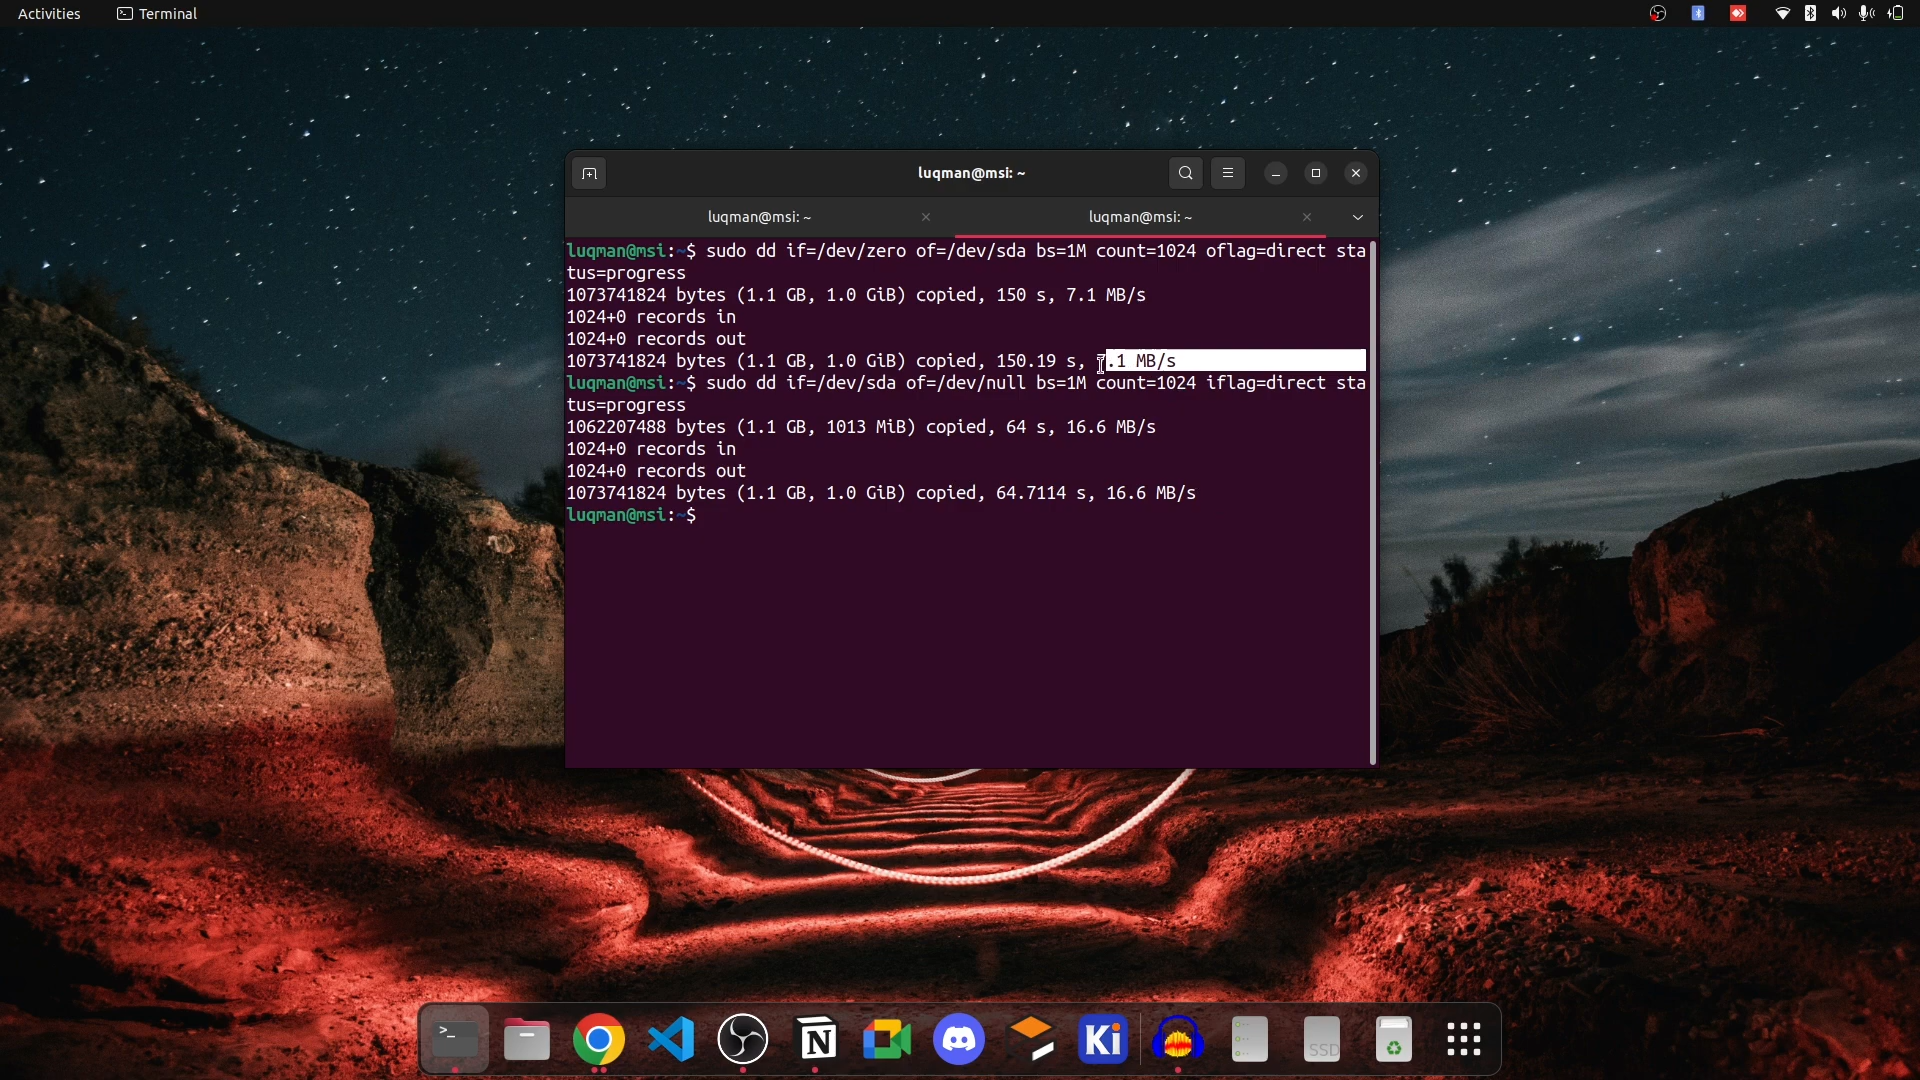 Activities
Terminal
luqman@msi: ~
luqman@msi: ~
luqman@msi: ~
luqman@msi:~$ sudo dd if=/dev/zero of=/dev/sda bs=1M count=1024 oflag=direct sta
tus=progress
1073741824 bytes (1.1 GB, 1.0 GiB) copied, 150 s, 7.1 MB/s
1024+0 records in
1024+0 records out
1073741824 bytes (1.1 GB, 1.0 GiB) copied, 150.19 s, 7.1 MB/s
luqman@msi:~$ sudo dd if=/dev/sda of=/dev/null bs=1M count=1024 iflag=direct sta
tus=progress
1062207488 bytes (1.1 GB, 1013 MiB) copied, 64 s, 16.6 MB/s
1024+0 records in
1024+0 records out
1073741824 bytes (1.1 GB, 1.0 GiB) copied, 64.7114 s, 16.6 MB/s
luqman@msi:~$
>_
N
Ki
SSD